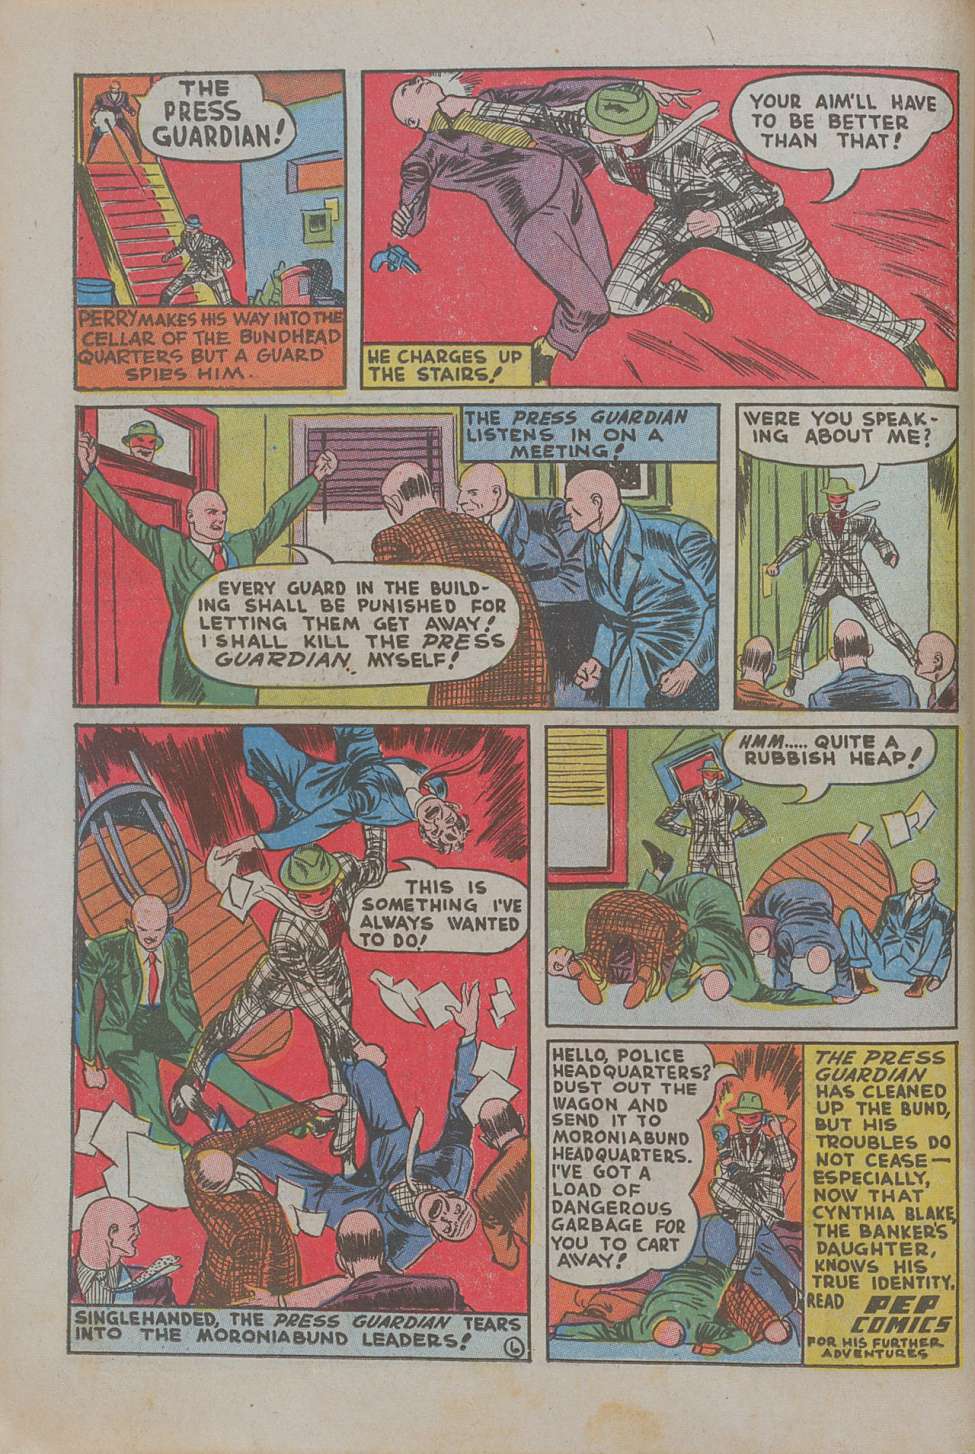 THE
PRESS
GUARDIAN!
PERRY MAKES HIS WAY INTO THE
CELLAR OF THE BUNDHEAD
QUARTERS BUT A GUARD
SPIES HIM.
YOUR AIM'LL HAVE
TO BE BETTER
THAN THAT!
HE CHARGES UP
THE STAIRS!
THE PRESS GUARDIAN
LISTENS IN ON A
MEETING!
EVERY GUARD IN THE BUILD-
ING SHALL BE PUNISHED FOR
LETTING THEM GET AWAY!
I SHALL KILL THE PRESS
GUARDIAN.. MYSELF!
WERE YOU SPEAK-
ING ABOUT ME?
THIS IS
SOMETHING I'VE
ALWAYS WANTED
TO DO!
SINGLEHANDED, THE PRESS GUARDIAN TEARS
INTO THE MORONIABUND LEADERS!
6
HMM..... QUITE A
RUBBISH HEAP!
HELLO, POLICE
HEADQUARTERS?
DUST OUT THE
WAGON AND
SEND IT TO
MORONIABUND
HEADQUARTERS.
I'VE GOT A
LOAD OF
DANGEROUS
GARBAGE FOR
YOU TO CART
AWAY!
THE PRESS
GUARDIAN
HAS CLEANED
UP THE BUND,
BUT HIS
TROUBLES DO
NOT CEASE—
ESPECIALLY,
NOW THAT
CYNTHIA BLAKE,
THE BANKER'S
DAUGHTER,
KNOWS HIS
TRUE IDENTITY.
READ PEP
COMICS
FOR HIS FURTHER
ADVENTURES